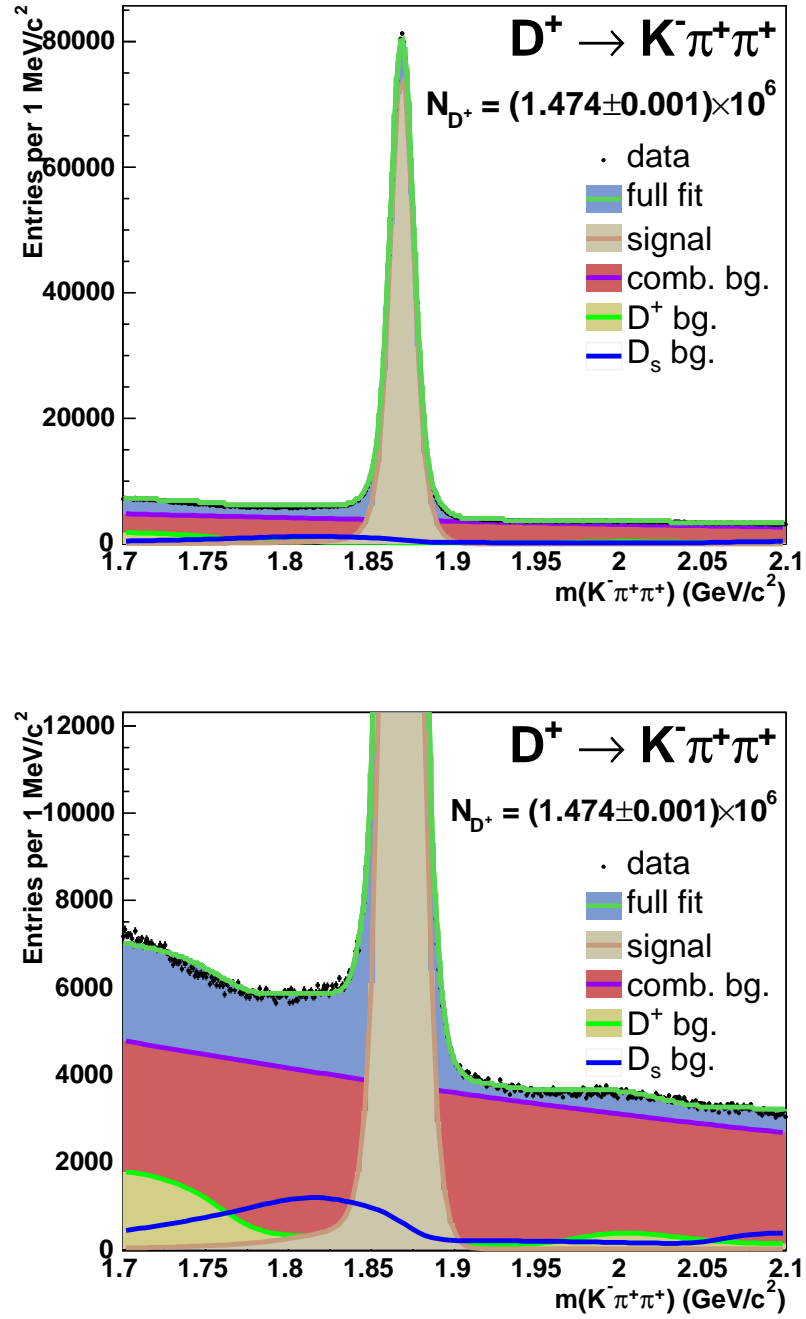 Entries per 1 MeV/c²
80000
60000
40000
20000
0
D⁺ → K⁻π⁺π⁺
N_D⁺ = (1.474±0.001)×10⁶
data
full fit
signal
comb. bg.
D⁺ bg.
Dₛ bg.
1.7 1.75 1.8 1.85 1.9 1.95 2 2.05 2.1
m(K⁻π⁺π⁺) (GeV/c²)
Entries per 1 MeV/c²
12000
10000
8000
6000
4000
2000
0
D⁺ → K⁻π⁺π⁺
N_D⁺ = (1.474±0.001)×10⁶
data
full fit
signal
comb. bg.
D⁺ bg.
Dₛ bg.
1.7 1.75 1.8 1.85 1.9 1.95 2 2.05 2.1
m(K⁻π⁺π⁺) (GeV/c²)